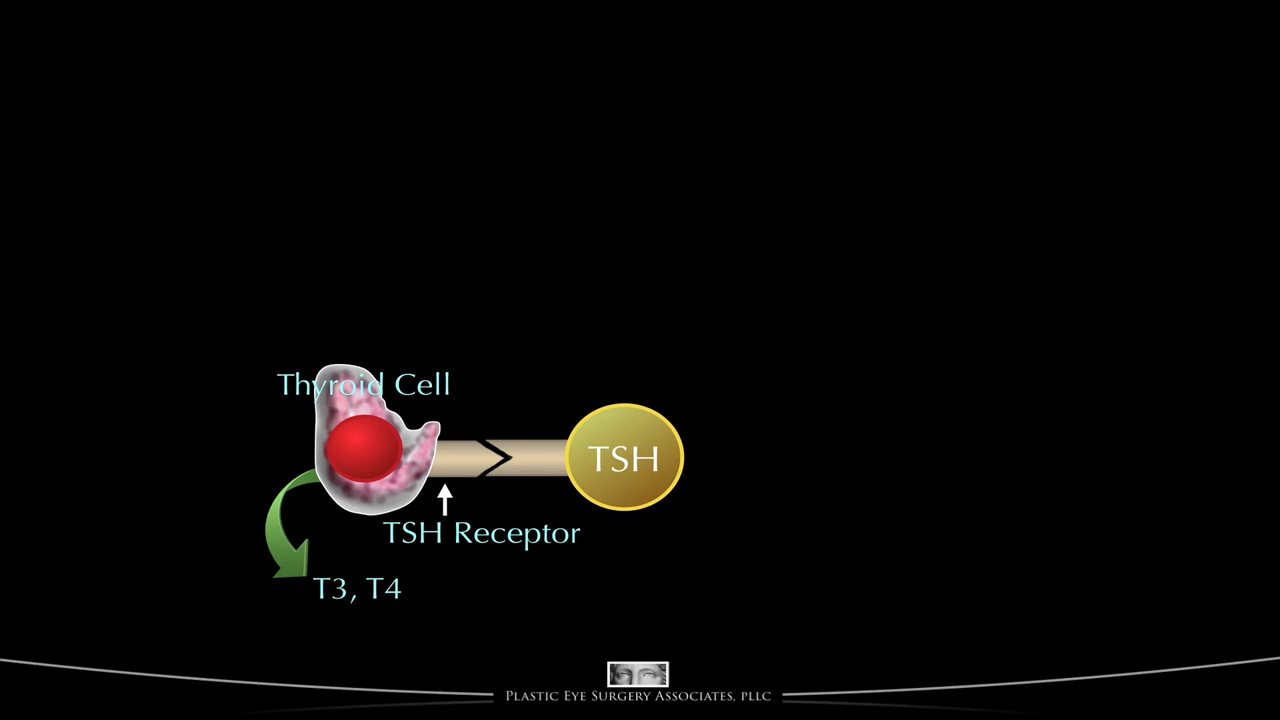 Thyroid Cell
TSH
TSH Receptor
T3, T4
Plastic Eye Surgery Associates, pllc